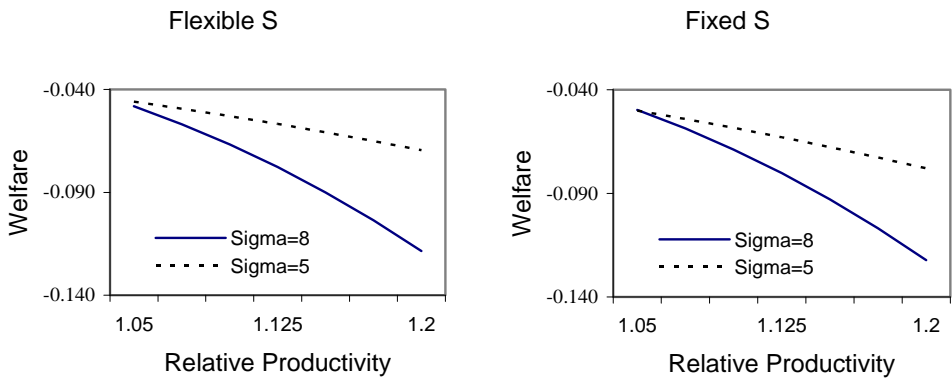 Flexible S
-0.040
-0.090
-0.140
Welfare
Sigma=8
Sigma=5
1.05 1.125 1.2
Relative Productivity
Fixed S
-0.040
-0.090
-0.140
Welfare
Sigma=8
Sigma=5
1.05 1.125 1.2
Relative Productivity